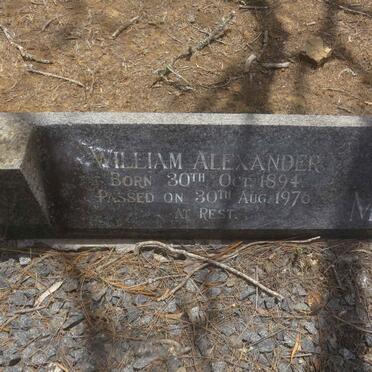 WILLIAM ALEXANDER
BORN 30TH OCT. 1894
PASSED ON 30TH AUG. 1976
AT REST.
M